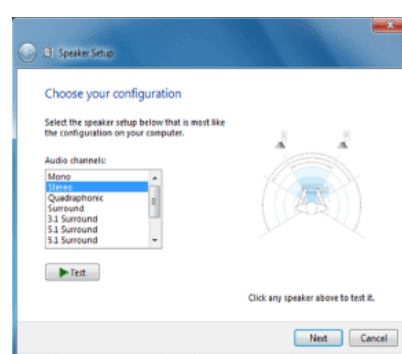 Speaker Setup
Choose your configuration
Select the speaker setup below that is most like
the configuration on your computer.
Audio channels:
Mono
Stereo
Quadraphonic
Surround
3.1 Surround
5.1 Surround
5.1 Surround
Test
Click any speaker above to test it.
Next
Cancel